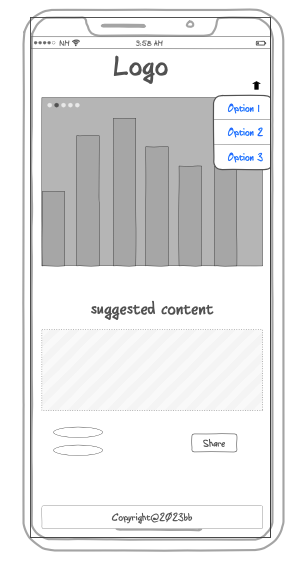 NH 3:58 AM
Logo
Option 1
Option 2
Option 3
suggested content
Share
Copyright@2023bb